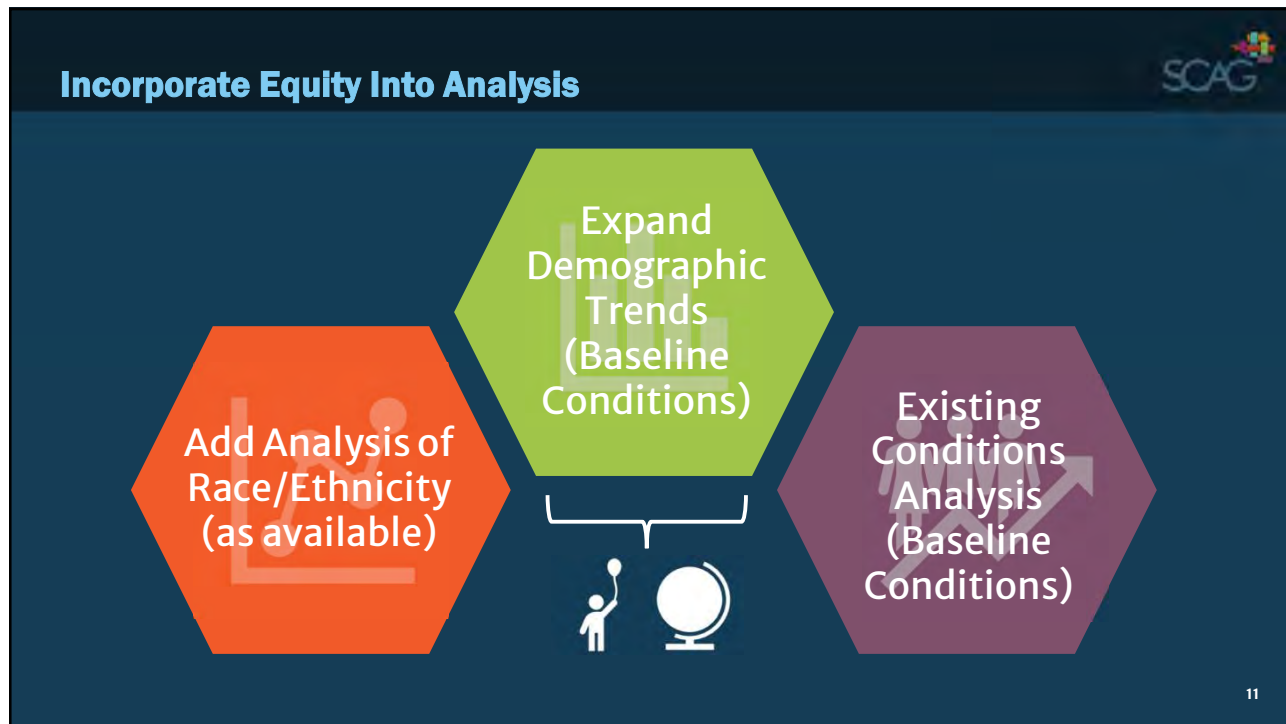 Incorporate Equity Into Analysis
SCAG
Add Analysis of
Race/Ethnicity
(as available)
Expand
Demographic
Trends
(Baseline
Conditions)
Existing
Conditions
Analysis
(Baseline
Conditions)
11